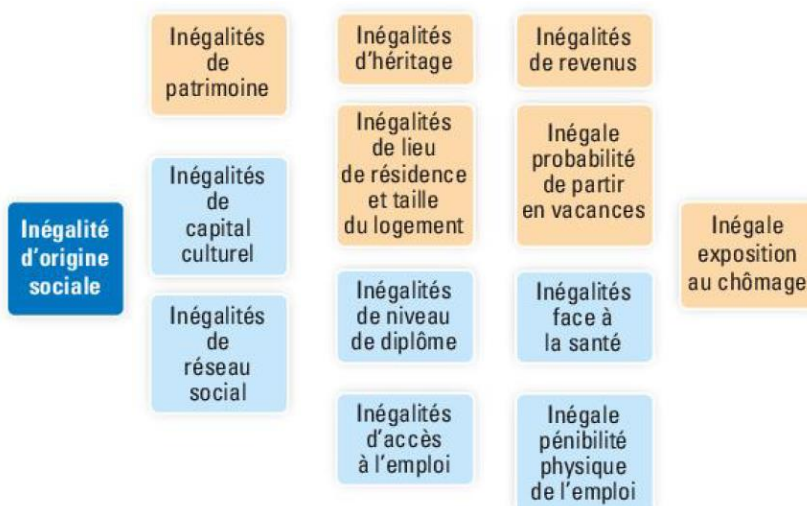 Inégalité
d'origine
sociale
Inégalités
de
patrimoine
Inégalités
de
capital
culturel
Inégalités
de
réseau
social
Inégalités
d'héritage
Inégalités
de lieu
de résidence
et taille
du logement
Inégalités
de niveau
de diplôme
Inégalités
d'accès
à l'emploi
Inégalités
de revenus
Inégale
probabilité
de partir
en vacances
Inégalités
face à
la santé
Inégale
pénibilité
physique
de l'emploi
Inégale
exposition
au chômage